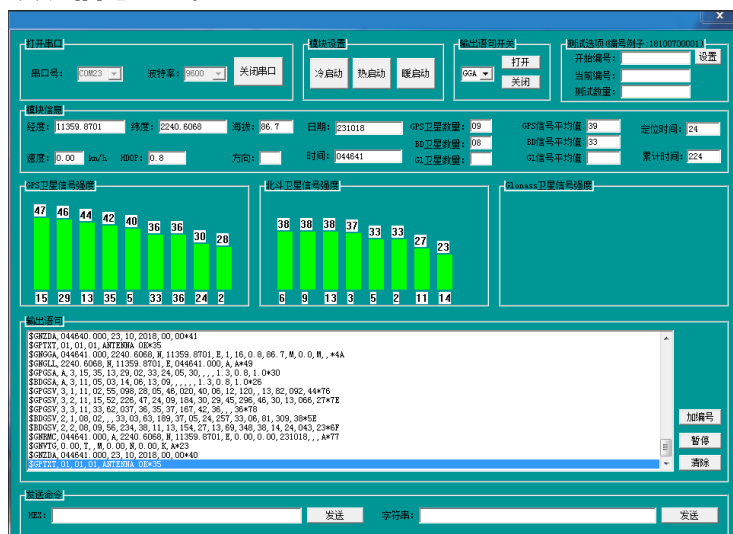 打开串口
串口号: COM23 波特率: 9600 关闭串口
模块设置
冷启动 热启动 暖启动
输出语句开关
GGA 打开 关闭
测试选项(编号例子:18100700001)
开始编号: 设置
当前编号:
测试数量:
模块信息
经度: 11359.8701 纬度: 2240.6068 海拔: 86.7 日期: 231018 GPS卫星数量: 09 GPS信号平均值: 39 定位时间: 24
BD卫星数量: 08 BD信号平均值: 33
速度: 0.00 km/h HDOP: 0.8 方向: 时间: 044641 Gl卫星数量: Gl信号平均值: 累计时间: 224
GPS卫星信号强度
47 46 44 42 40 36 36 30 28
15 29 13 35 5 33 36 24 2
北斗卫星信号强度
38 38 38 37 33 33 27 23
6 9 13 3 5 2 11 14
Glonass卫星信号强度
输出语句
$GNZDA,044640.000,23,10,2018,00,00*41
$GPTXT,01,01,01,ANTENNA OK*35
$GNGGA,044641.000,2240.6068,N,11359.8701,E,1,16,0.8,86.7,M,0.0,M,,*4A
$GNGLL,2240.6068,N,11359.8701,E,044641.000,A,A*49
$GPGSA,A,3,15,35,13,29,02,33,24,05,30,,,,1.3,0.8,1.0*30
$BDGSA,A,3,11,05,03,14,06,13,09,,,,,,1.3,0.8,1.0*26
$GPGSV,3,1,11,02,55,098,28,05,46,020,40,06,12,120,,13,82,092,44*76
$GPGSV,3,2,11,15,52,226,47,24,09,184,30,29,45,296,46,30,13,066,27*7E
$GPGSV,3,3,11,33,62,037,36,35,37,167,42,36,,,36*78
$BDGSV,2,1,08,02,,,33,03,63,189,37,05,24,257,33,06,81,309,38*5E
$BDGSV,2,2,08,09,56,234,38,11,13,154,27,13,69,348,38,14,24,043,23*6F
$GNRMC,044641.000,A,2240.6068,N,11359.8701,E,0.00,0.00,231018,,,A*77
$GNVTG,0.00,T,,M,0.00,N,0.00,K,A*23
$GNZDA,044641.000,23,10,2018,00,00*40
$GPTXT,01,01,01,ANTENNA OK*35
加编号
暂停
清除
发送命令
HEX: 发送 字符串: 发送